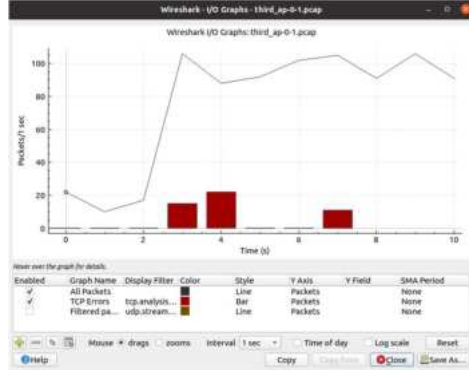 Wireshark · I/O Graphs · third_ap-0-1.pcap
Wireshark I/O Graphs: third_ap-0-1.pcap
Packets/1 sec
100
80
60
40
20
0
0 2 4 6 8 10
Time (s)
Hover over the graph for details.
Enabled Graph Name Display Filter Color Style Y Axis Y Field SMA Period
All Packets Line Packets None
TCP Errors tcp.analysis... Bar Packets None
Filtered pa... udp.stream... Line Packets None
Mouse drags zooms Interval 1 sec Time of day Log scale Reset
Help Copy Copy from Close Save As...